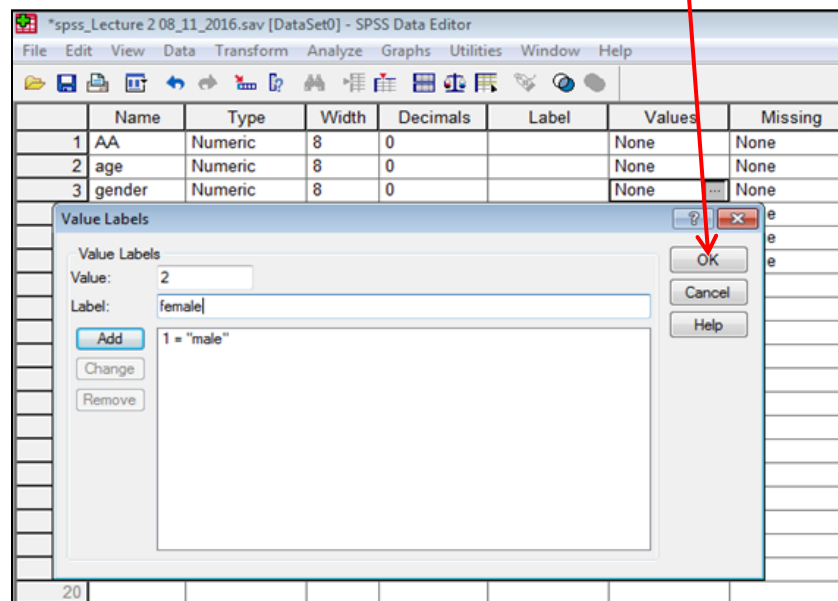 *spss_Lecture 2 08_11_2016.sav [DataSet0] - SPSS Data Editor
File Edit View Data Transform Analyze Graphs Utilities Window Help
Name Type Width Decimals Label Values Missing
1 AA Numeric 8 0 None None
2 age Numeric 8 0 None None
3 gender Numeric 8 0 None ... None
Value Labels
Value Labels
Value: 2
Label: female
Add
Change
Remove
1 = "male"
OK
Cancel
Help
e
e
e
20